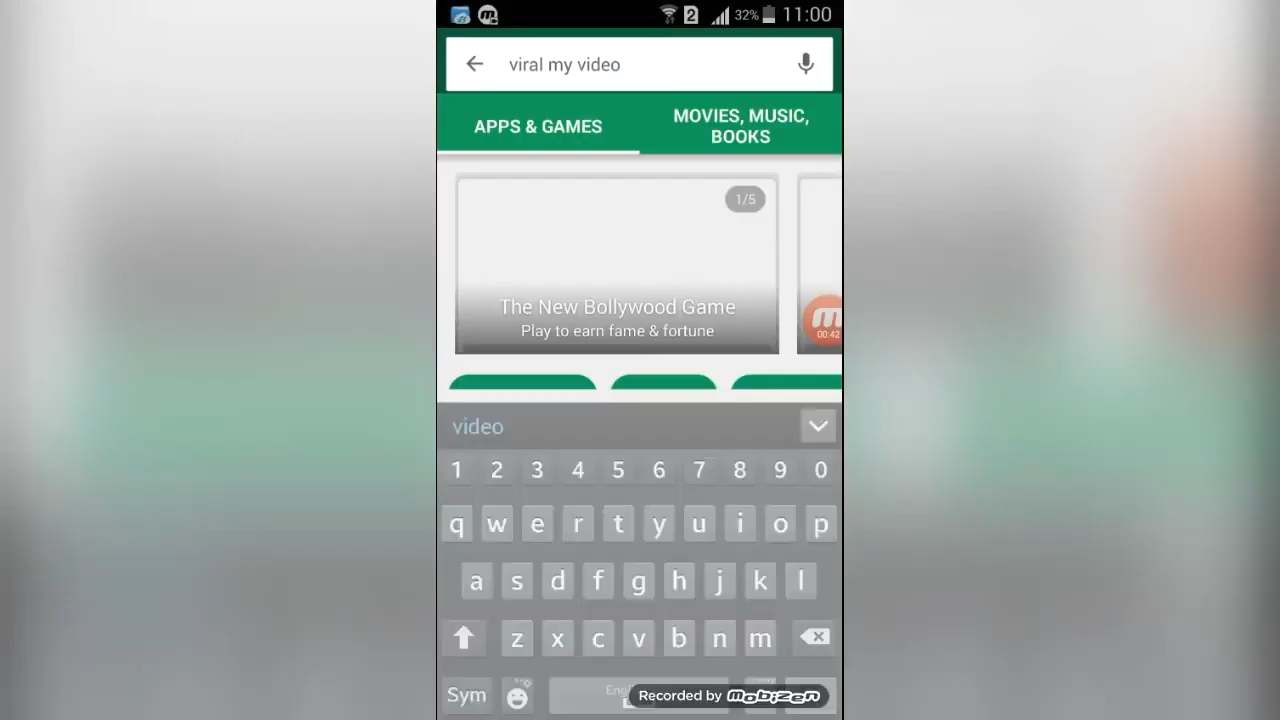 2 32% 11:00
viral my video
APPS & GAMES
MOVIES, MUSIC,
BOOKS
1/5
The New Bollywood Game
Play to earn fame & fortune
00:42
video
1 2 3 4 5 6 7 8 9 0
q w e r t y u i o p
a s d f g h j k l
z x c v b n m
Sym
Recorded by mobizen